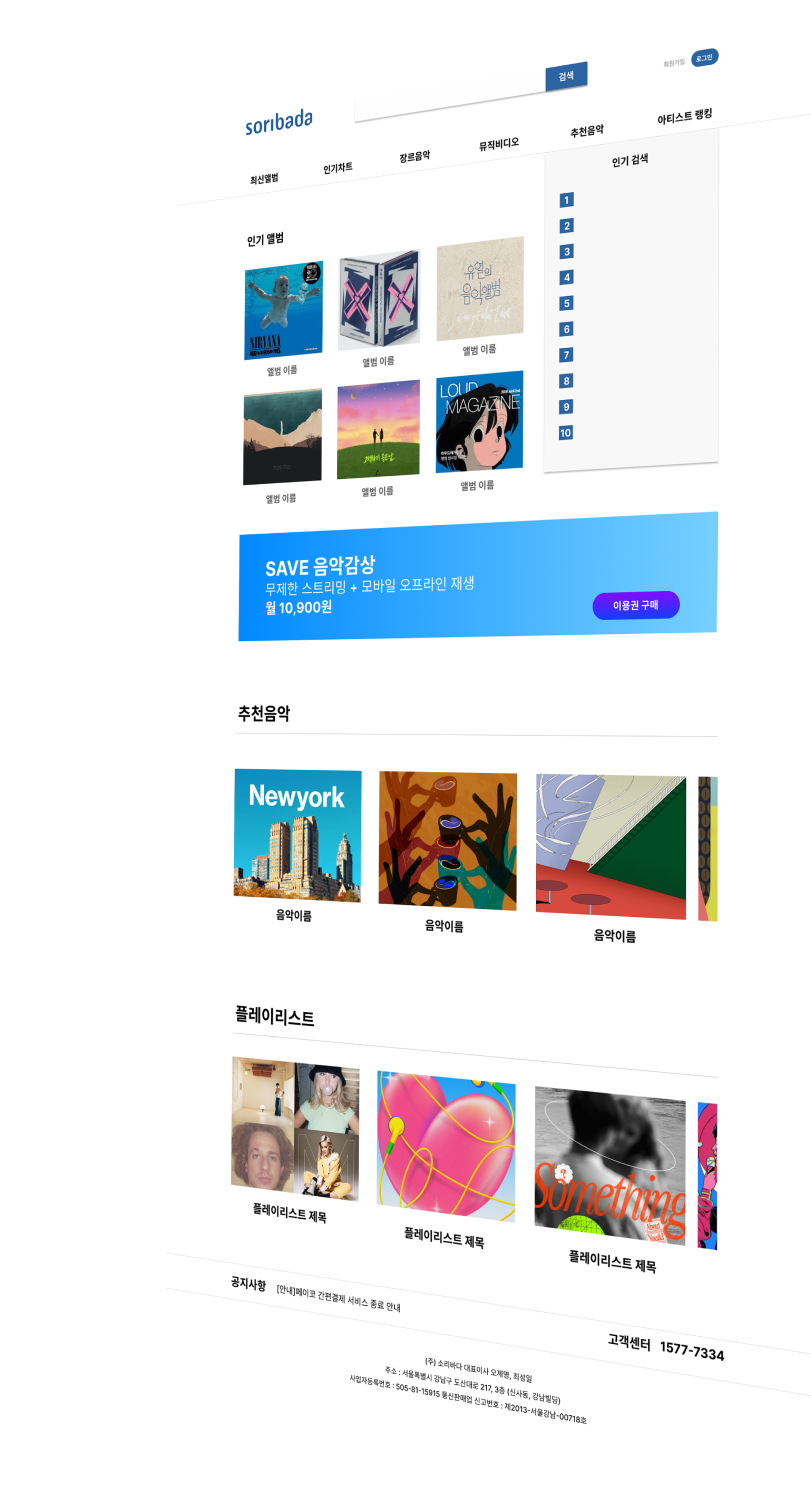 회원가입 로그인
검색
soribada
최신앨범 인기차트 장르음악 뮤직비디오 추천음악 아티스트 랭킹
인기 검색
1
2
3
4
5
6
7
8
9
10
인기 앨범
NIRVANA
유열의
음악앨범
앨범 이름 앨범 이름 앨범 이름
LOUD
MAGAZINE
앨범 이름 앨범 이름 앨범 이름
SAVE 음악감상
무제한 스트리밍 + 모바일 오프라인 재생
월 10,900원
이용권 구매
추천음악
Newyork
음악이름 음악이름 음악이름
플레이리스트
?
Something
About
플레이리스트 제목 플레이리스트 제목 플레이리스트 제목
공지사항 [안내]페이코 간편결제 서비스 종료 안내
고객센터 1577-7334
(주) 소리바다 대표이사 오제명, 최성일
주소 : 서울특별시 강남구 도산대로 217, 3층 (신사동, 강남빌딩)
사업자등록번호 : 505-81-15915 통신판매업 신고번호 : 제2013-서울강남-00718호